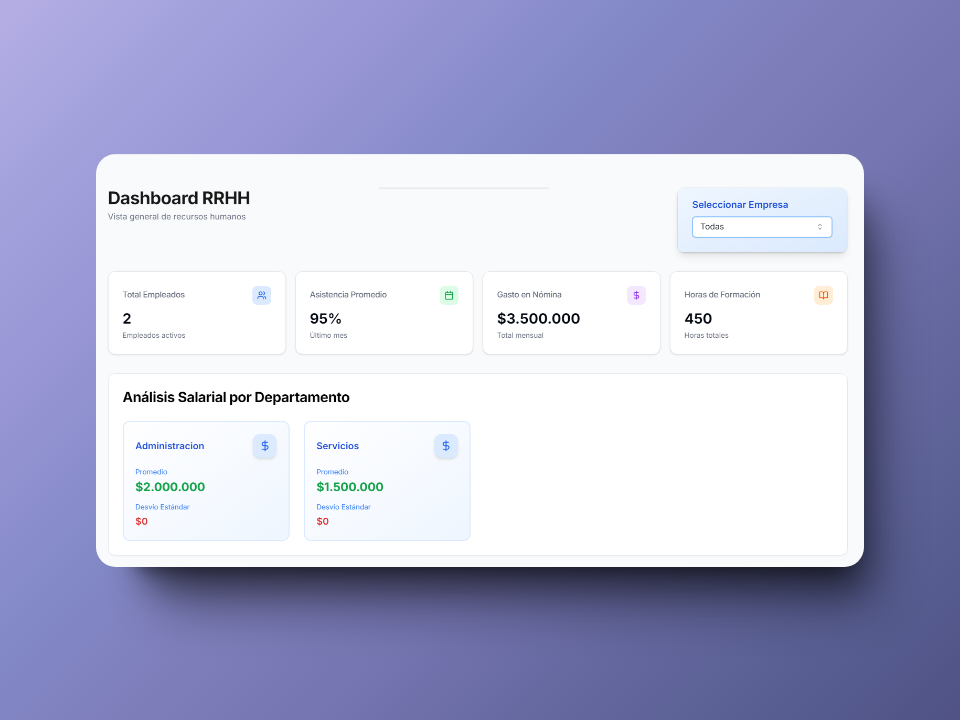 Dashboard RRHH
Vista general de recursos humanos
Seleccionar Empresa
Todas
Total Empleados
2
Empleados activos
Asistencia Promedio
95%
Último mes
Gasto en Nómina
$3.500.000
Total mensual
Horas de Formación
450
Horas totales
Análisis Salarial por Departamento
Administracion
Promedio
$2.000.000
Desvío Estándar
$0
Servicios
Promedio
$1.500.000
Desvío Estándar
$0